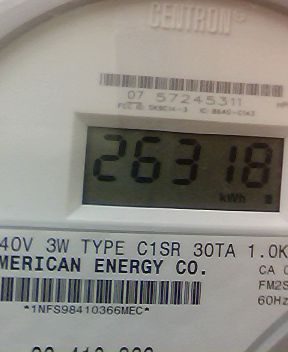 CENTRON
07 57245311
26318
kWh
40V 3W TYPE C1SR 30TA 1.0K
MERICAN ENERGY CO.
CA 0
FM2S
60Hz
*1NFS98410366MEC*